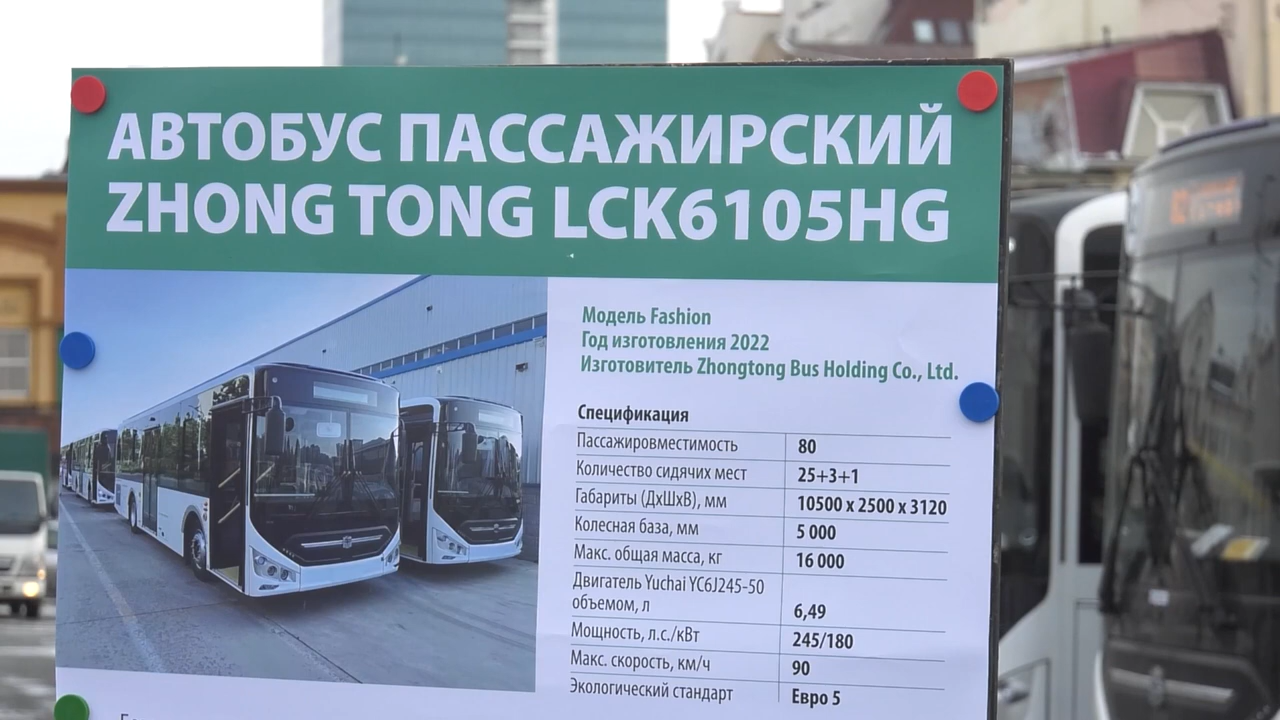 АВТОБУС ПАССАЖИРСКИЙ
ZHONG TONG LCK6105HG
Модель Fashion
Год изготовления 2022
Изготовитель Zhongtong Bus Holding Co., Ltd.
Спецификация
Пассажировместимость 80
Количество сидячих мест 25+3+1
Габариты (ДхШхВ), мм 10500 x 2500 x 3120
Колесная база, мм 5 000
Макс. общая масса, кг 16 000
Двигатель Yuchai YC6J245-50
объемом, л 6,49
Мощность, л.с./кВт 245/180
Макс. скорость, км/ч 90
Экологический стандарт Евро 5